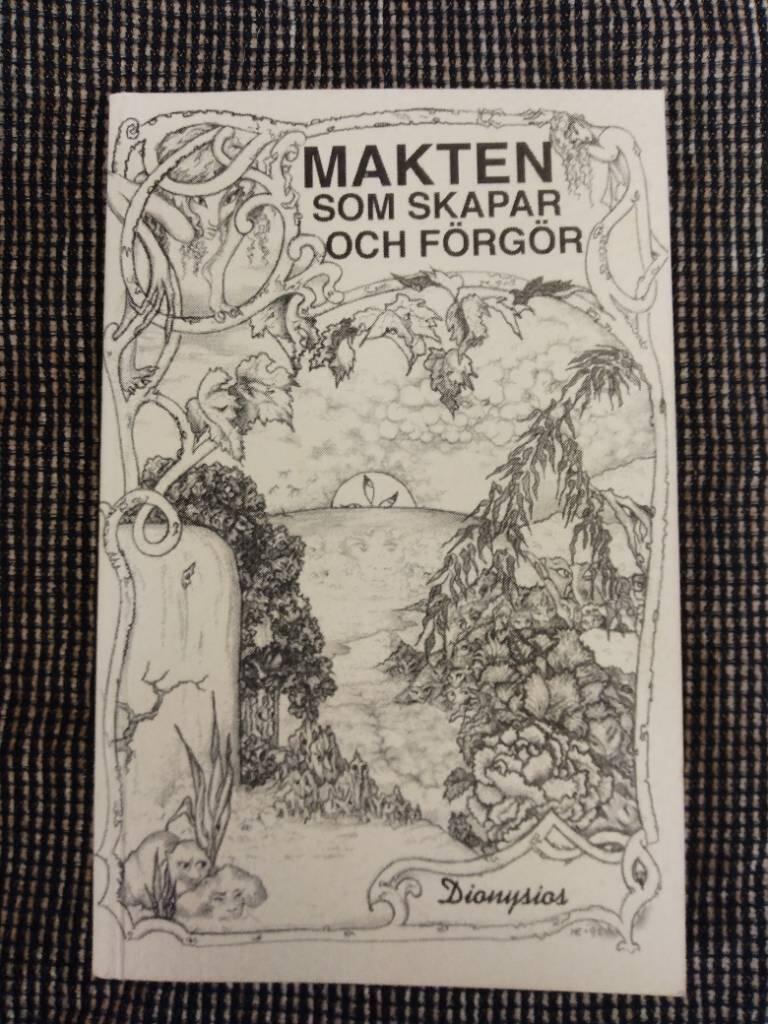 MAKTEN
SOM SKAPAR
OCH FÖRGÖR
Dionysios